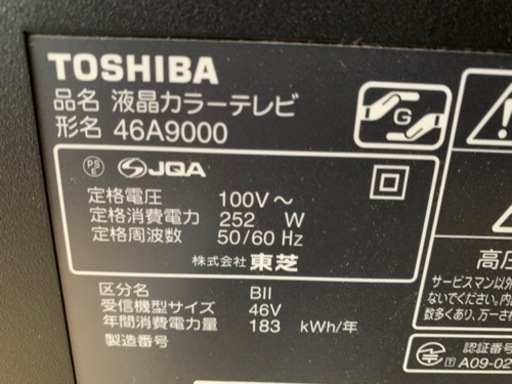 TOSHIBA
品名 液晶カラーテレビ
形名 46A9000
G
PS
E
JQA
定格電圧 100V～
定格消費電力 252 W
定格周波数 50/60 Hz
株式会社 東芝
区分名 BII
受信機型サイズ 46V
年間消費電力量 183 kWh/年
製造番号
高圧
サービスマン以外
ないでください。
数多くあり、万一さ
認証番号
T A09-02